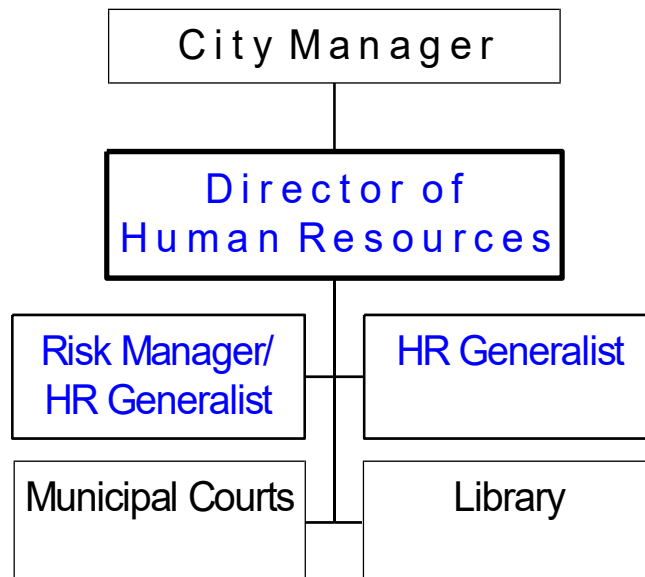 City Manager
Director of
Human Resources
Risk Manager/
HR Generalist
HR Generalist
Municipal Courts
Library